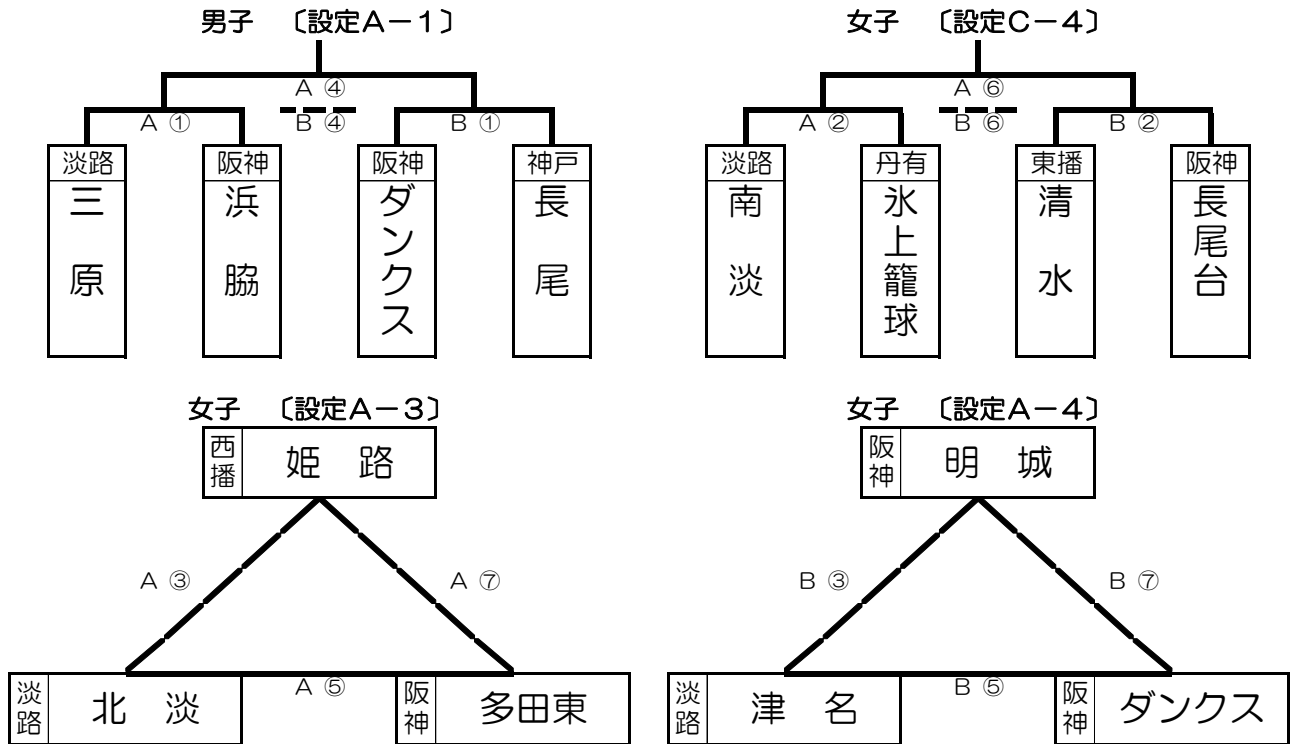 男子 〔設定A－1〕
A ④
B ④
A ①
B ①
淡路
三原
阪神
浜脇
阪神
ダンクス
神戸
長尾
女子 〔設定C－4〕
A ⑥
B ⑥
A ②
B ②
淡路
南淡
丹有
氷上籠球
東播
清水
阪神
長尾台
女子 〔設定A－3〕
西播
姫路
A ③
A ⑦
A ⑤
淡路
北淡
阪神
多田東
女子 〔設定A－4〕
阪神
明城
B ③
B ⑦
B ⑤
淡路
津名
阪神
ダンクス